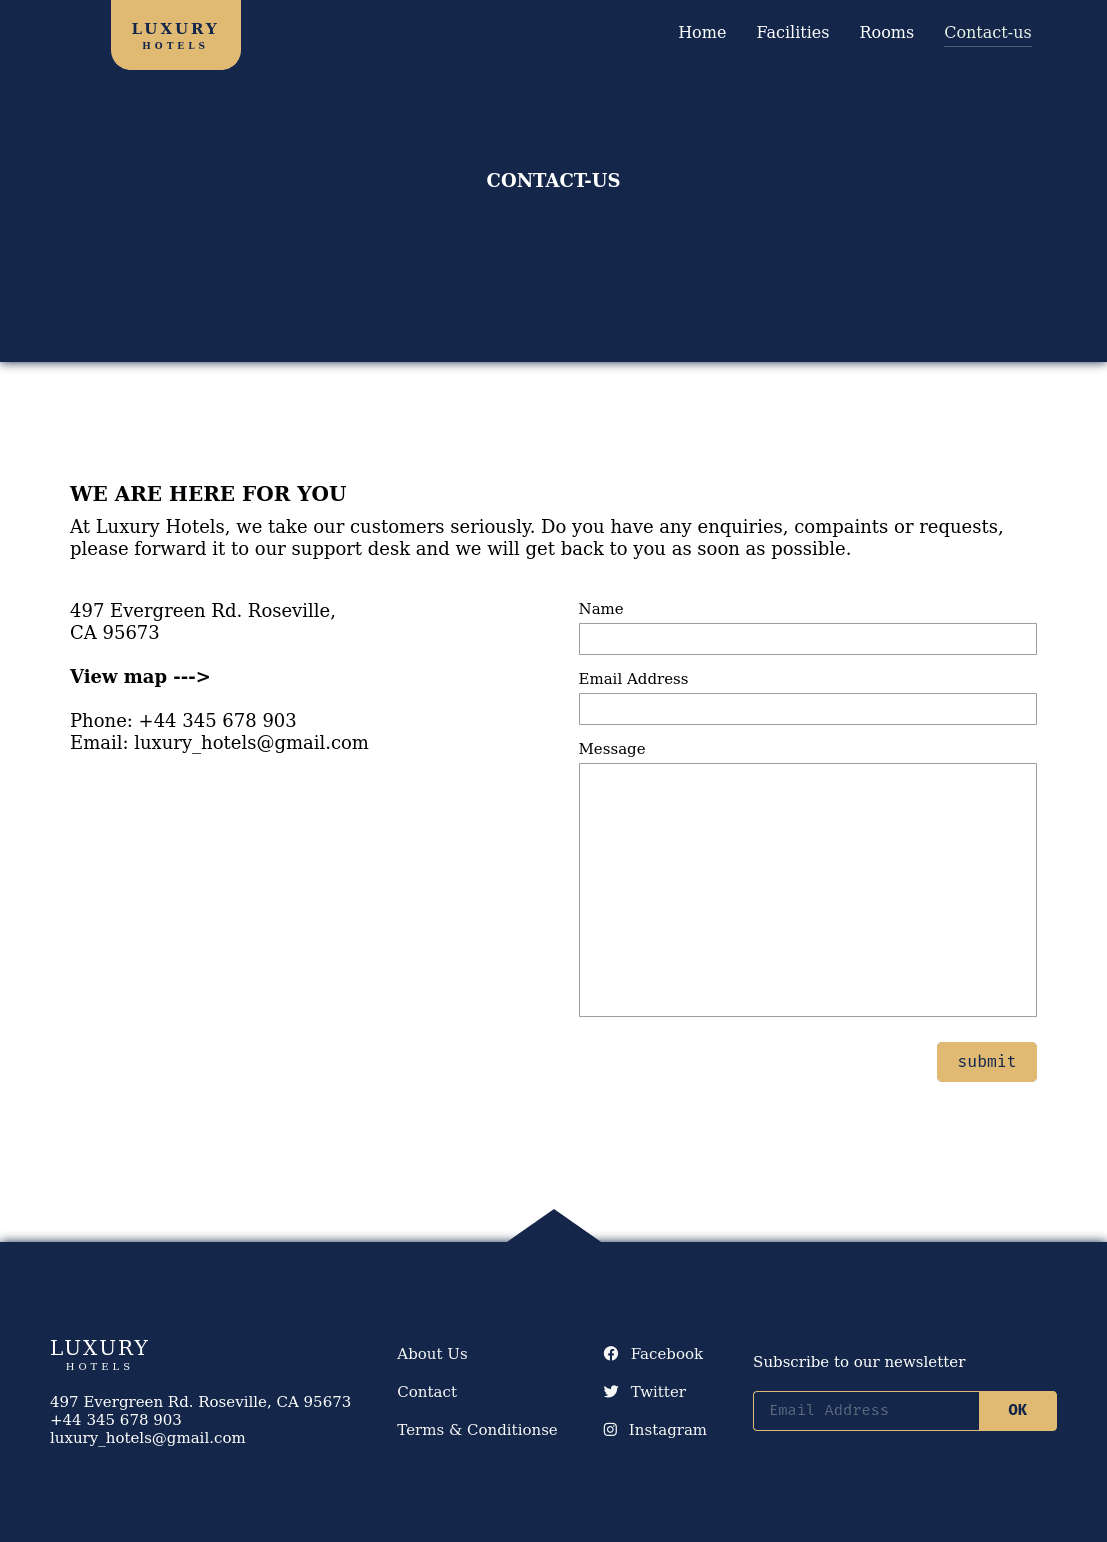 LUXURY
HOTELS
Home
Facilities
Rooms
Contact-us
CONTACT-US
WE ARE HERE FOR YOU
At Luxury Hotels, we take our customers seriously. Do you have any enquiries, compaints or requests,
please forward it to our support desk and we will get back to you as soon as possible.
497 Evergreen Rd. Roseville,
CA 95673
View map --->
Phone: +44 345 678 903
Email: luxury_hotels@gmail.com
Name
Email Address
Message
submit
LUXURY
HOTELS
497 Evergreen Rd. Roseville, CA 95673
+44 345 678 903
luxury_hotels@gmail.com
About Us
Contact
Terms & Conditionse
Facebook
Twitter
Instagram
Subscribe to our newsletter
Email Address
OK